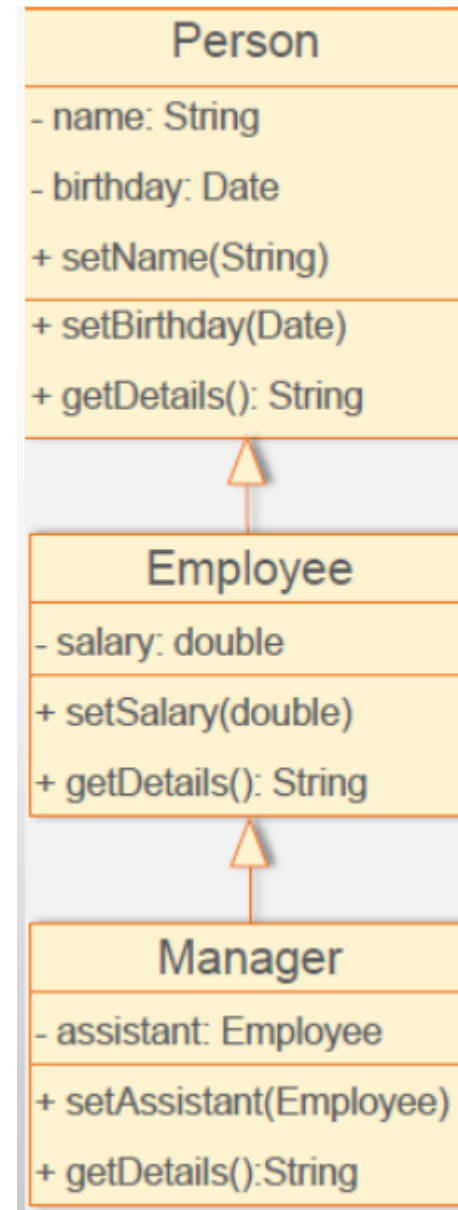 Person
- name: String
- birthday: Date
+ setName(String)
+ setBirthday(Date)
+ getDetails(): String
Employee
- salary: double
+ setSalary(double)
+ getDetails(): String
Manager
- assistant: Employee
+ setAssistant(Employee)
+ getDetails():String